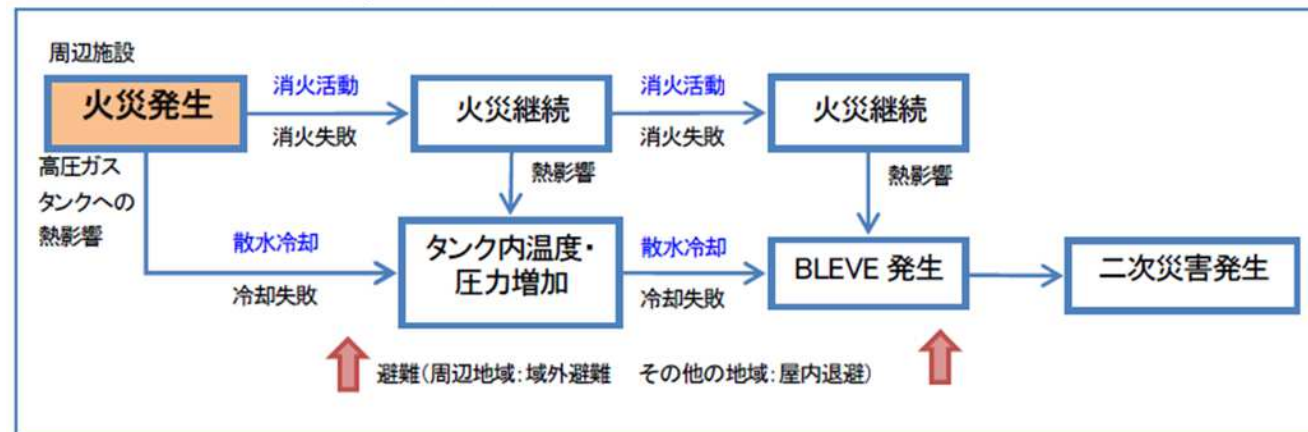 周辺施設
火災発生
消火活動
消火失敗
火災継続
消火活動
消火失敗
火災継続
高圧ガス
タンクへの
熱影響
熱影響
熱影響
散水冷却
冷却失敗
タンク内温度・
圧力増加
散水冷却
冷却失敗
BLEVE 発生
二次災害発生
避難(周辺地域:域外避難 その他の地域:屋内退避)